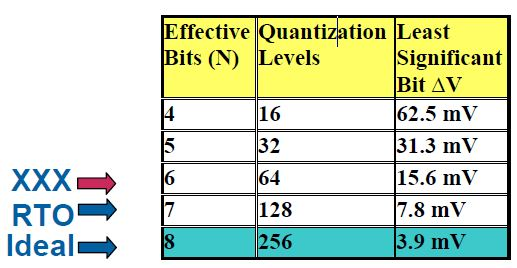 Effective Quantization Least
Bits (N) Levels Significant
Bit ΔV
4 16 62.5 mV
5 32 31.3 mV
XXX 6 64 15.6 mV
RTO 7 128 7.8 mV
Ideal 8 256 3.9 mV